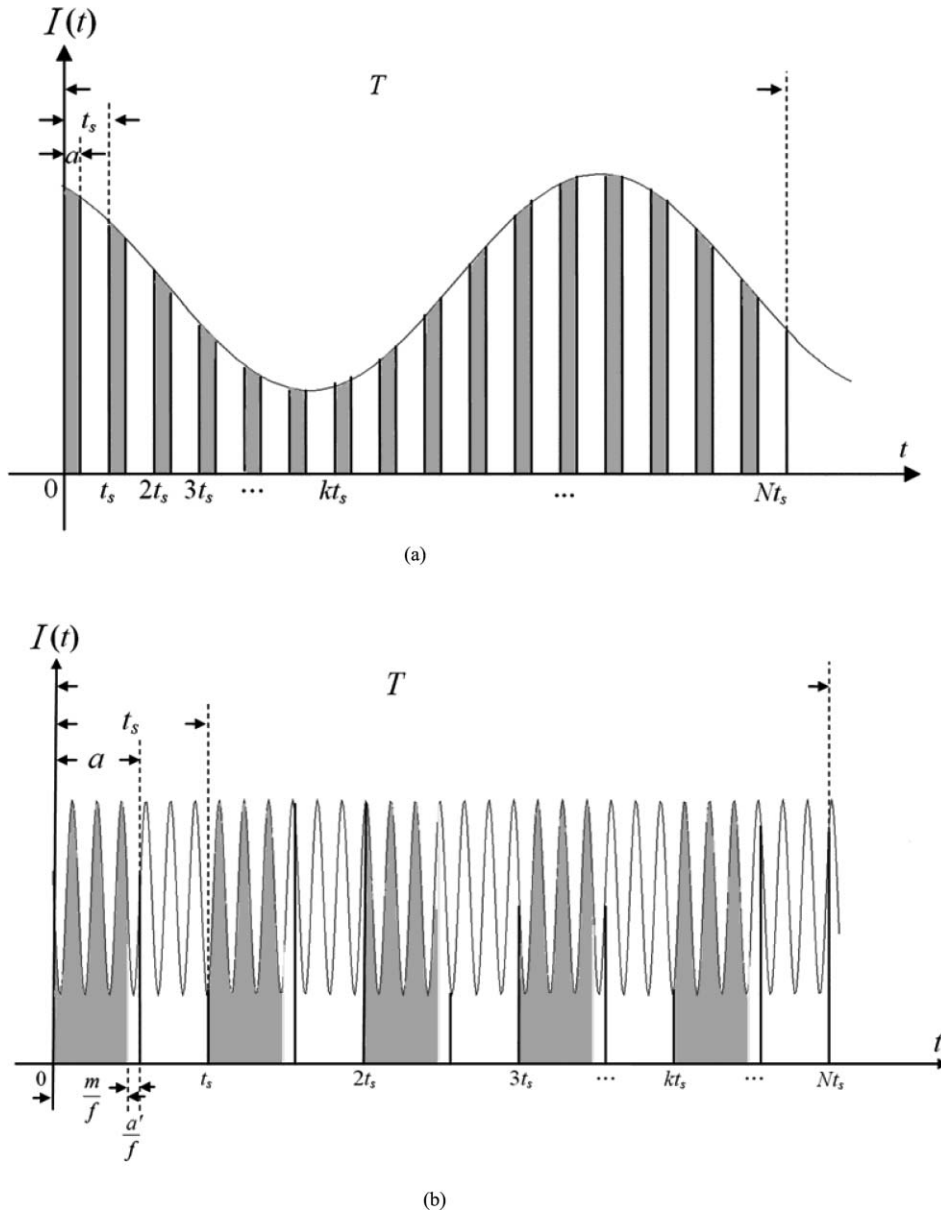 I(t)
T
t_s
a
t
0 t_s 2t_s 3t_s ... kt_s ... Nt_s
(a)
I(t)
T
t_s
a
t
0 t_s 2t_s 3t_s ... kt_s ... Nt_s
m/f
a'/f
(b)